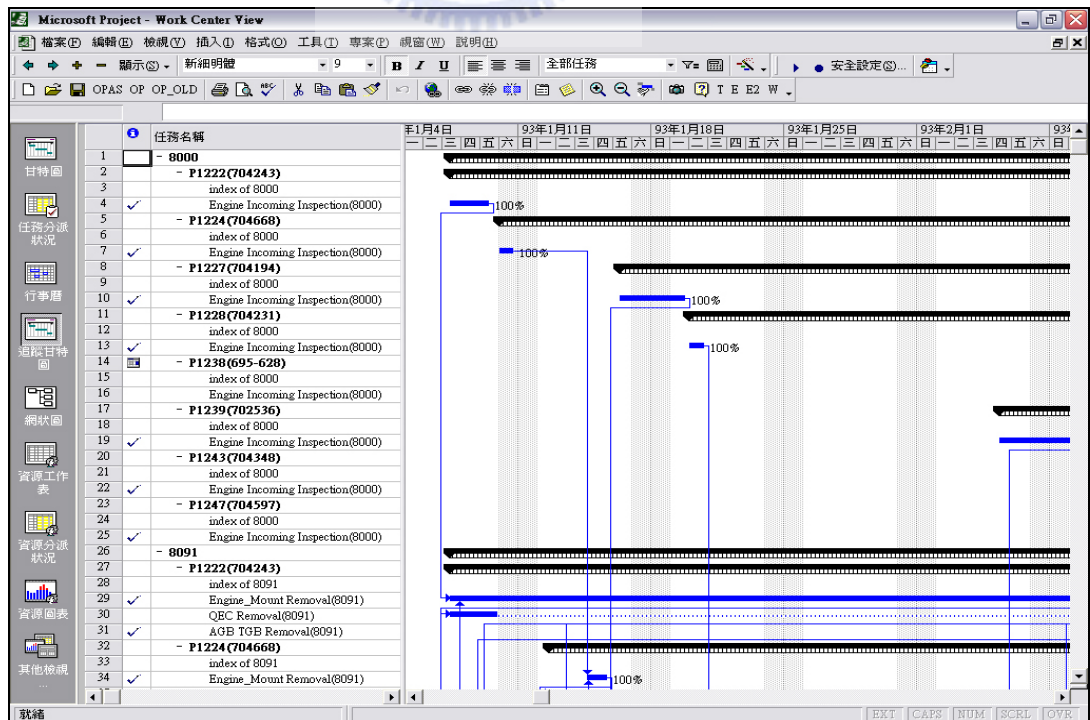 Microsoft Project - Work Center View
檔案(F) 編輯(E) 檢視(V) 插入(I) 格式(O) 工具(T) 專案(P) 視窗(W) 說明(H)
顯示(S) 新細明體 9 B I U 全部任務 安全設定(S)...
OPAS OP OP_OLD T E E2 W
任務名稱
年1月4日 93年1月11日 93年1月18日 93年1月25日 93年2月1日 93年
一 二 三 四 五 六 日 一 二 三 四 五 六 日 一 二 三 四 五 六 日 一 二 三 四 五 六 日 一 二 三 四 五 六 日
甘特圖
任務分派狀況
行事曆
追蹤甘特圖
網狀圖
資源工作表
資源分派狀況
資源圖表
其他檢視
...
1 - 8000
2 - P1222(704243)
3 index of 8000
4 Engine Incoming Inspection(8000) 100%
5 - P1224(704668)
6 index of 8000
7 Engine Incoming Inspection(8000) 100%
8 - P1227(704194)
9 index of 8000
10 Engine Incoming Inspection(8000) 100%
11 - P1228(704231)
12 index of 8000
13 Engine Incoming Inspection(8000) 100%
14 - P1238(695-628)
15 index of 8000
16 Engine Incoming Inspection(8000)
17 - P1239(702536)
18 index of 8000
19 Engine Incoming Inspection(8000)
20 - P1243(704348)
21 index of 8000
22 Engine Incoming Inspection(8000)
23 - P1247(704597)
24 index of 8000
25 Engine Incoming Inspection(8000)
26 - 8091
27 - P1222(704243)
28 index of 8091
29 Engine_Mount Removal(8091)
30 QEC Removal(8091)
31 AGB TGB Removal(8091)
32 - P1224(704668)
33 index of 8091
34 Engine_Mount Removal(8091) 100%
就緒
EXT CAPS NUM SCRL OVR